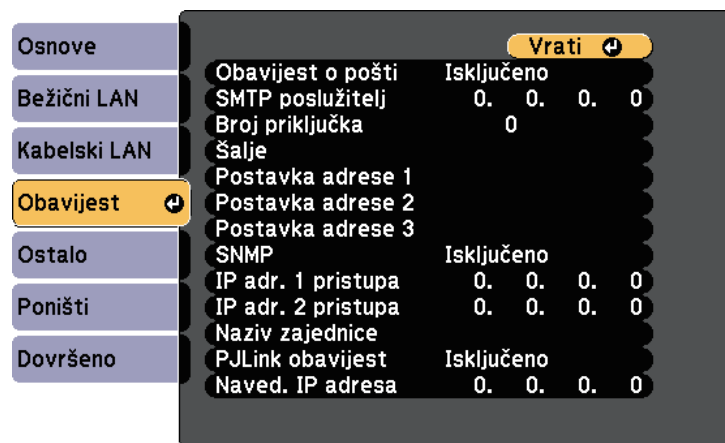 Osnove
Bežični LAN
Kabelski LAN
Obavijest
Ostalo
Poništi
Dovršeno
Vrati
Obavijest o pošti Isključeno
SMTP poslužitelj 0. 0. 0. 0
Broj priključka 0
Šalje
Postavka adrese 1
Postavka adrese 2
Postavka adrese 3
SNMP Isključeno
IP adr. 1 pristupa 0. 0. 0. 0
IP adr. 2 pristupa 0. 0. 0. 0
Naziv zajednice
PJLink obavijest Isključeno
Naved. IP adresa 0. 0. 0. 0